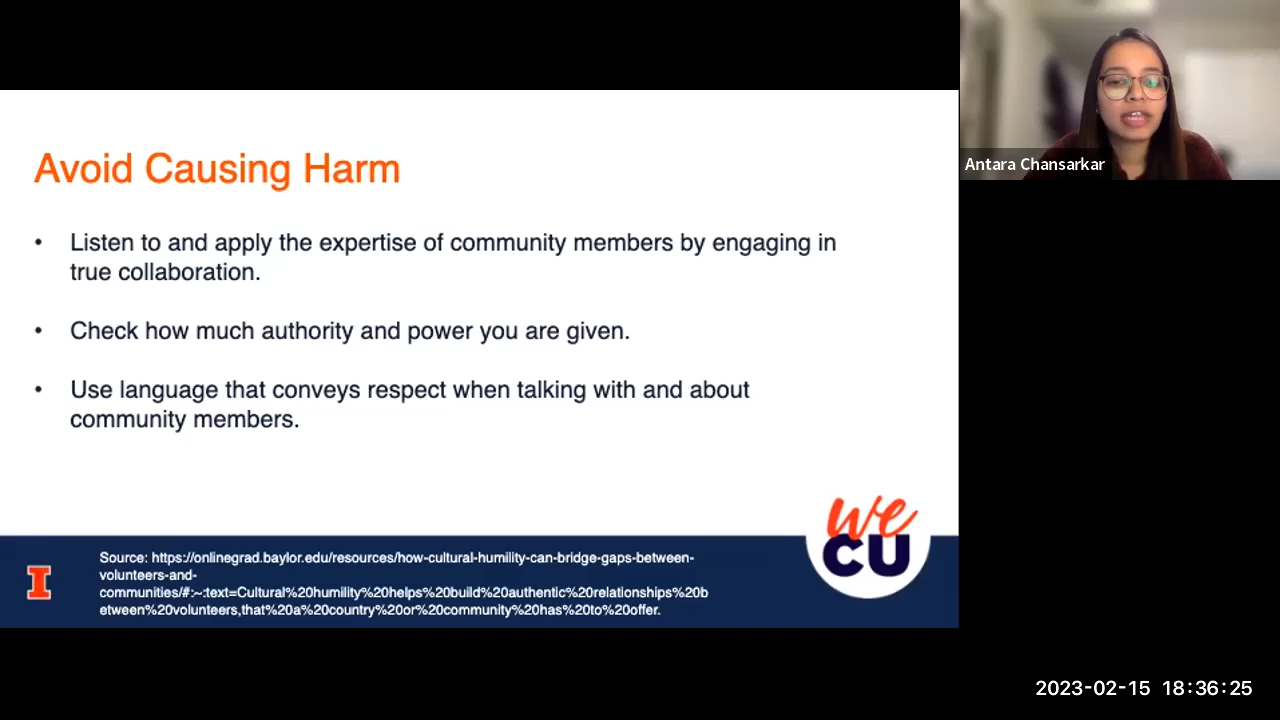 Avoid Causing Harm
• Listen to and apply the expertise of community members by engaging in
true collaboration.
• Check how much authority and power you are given.
• Use language that conveys respect when talking with and about
community members.
we
CU
I
Source: https://onlinegrad.baylor.edu/resources/how-cultural-humility-can-bridge-gaps-between-
volunteers-and-
communities/#:~:text=Cultural%20humility%20helps%20build%20authentic%20relationships%20b
etween%20volunteers,that%20a%20country%20or%20community%20has%20to%20offer.
Antara Chansarkar
2023-02-15 18:36:25